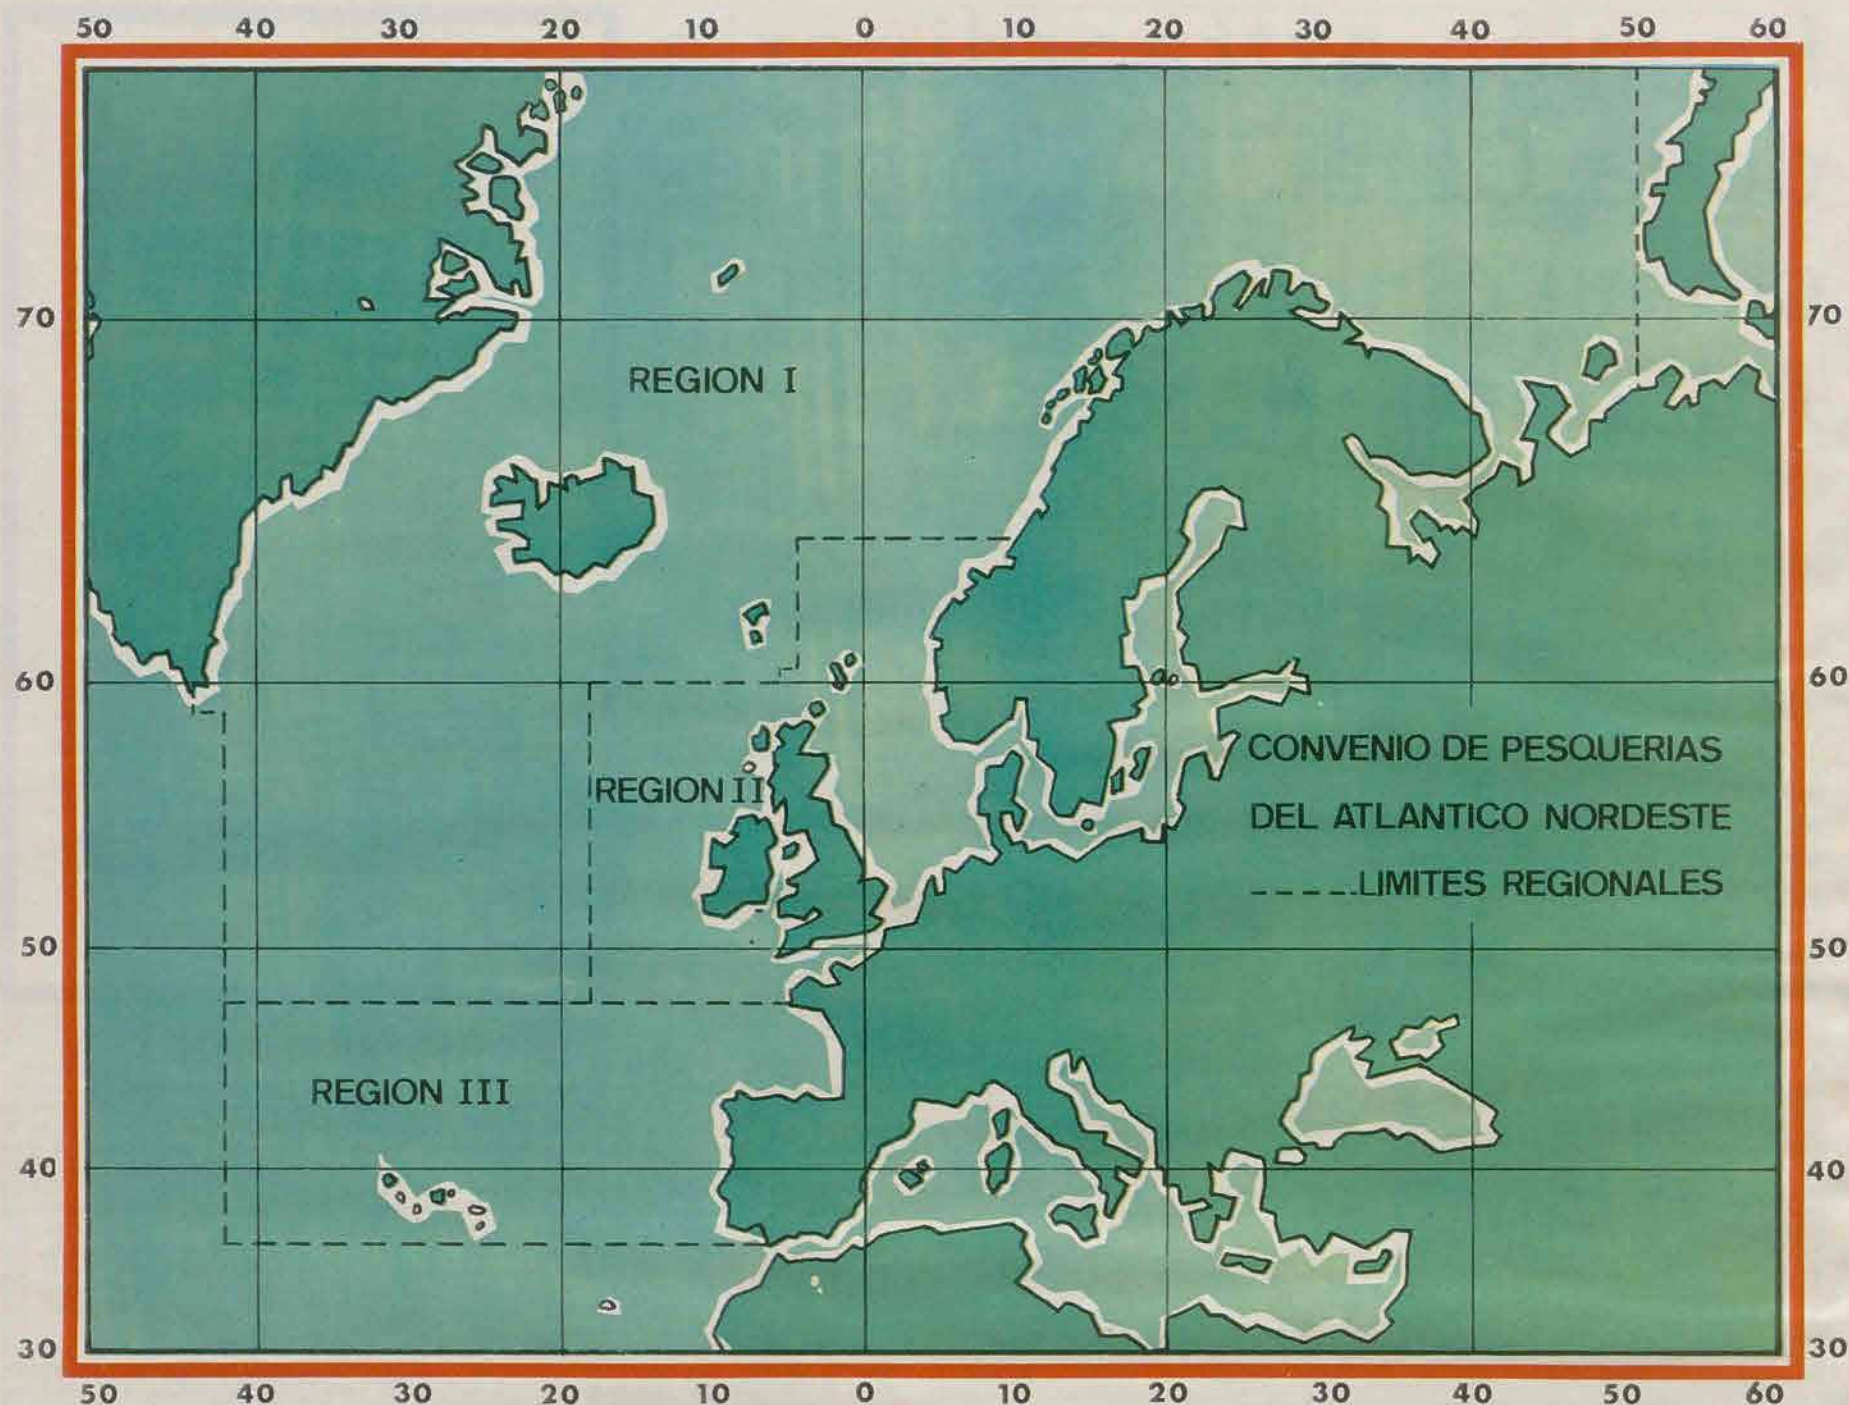 50 40 30 20 10 0 10 20 30 40 50 60
70 70
REGION I
60 60
CONVENIO DE PESQUERIAS
REGION II
DEL ATLANTICO NORDESTE
LIMITES REGIONALES
50 50
REGION III
40 40
30 30
50 40 30 20 10 0 10 20 30 40 50 60